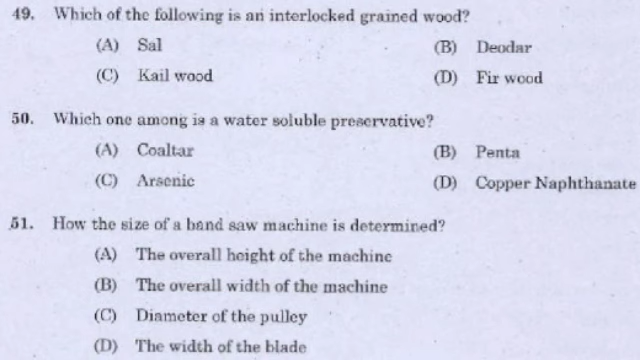 49. Which of the following is an interlocked grained wood?
(A) Sal (B) Deodar
(C) Kail wood (D) Fir wood
50. Which one among is a water soluble preservative?
(A) Coaltar (B) Penta
(C) Arsenic (D) Copper Naphthanate
51. How the size of a band saw machine is determined?
(A) The overall height of the machine
(B) The overall width of the machine
(C) Diameter of the pulley
(D) The width of the blade